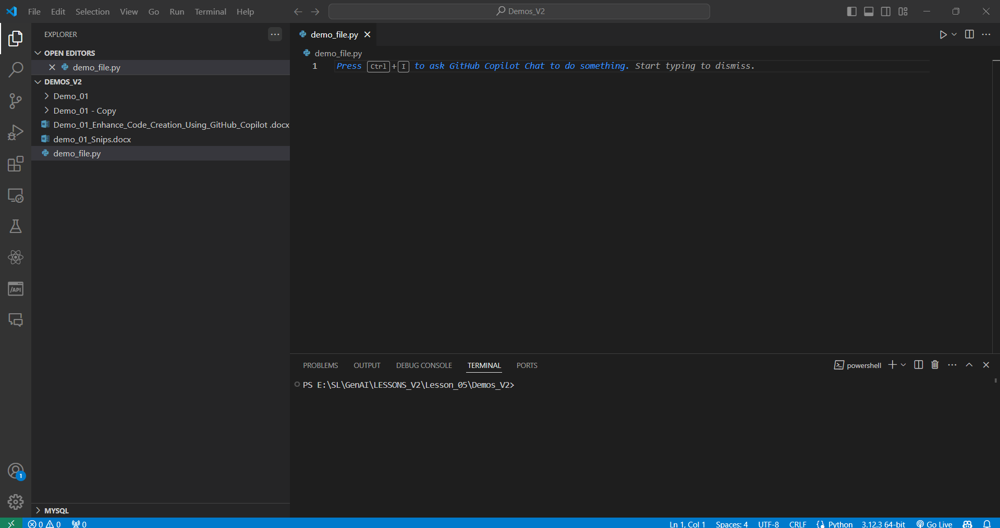 File Edit Selection View Go Run Terminal Help Demos_V2
EXPLORER
OPEN EDITORS
demo_file.py
DEMOS_V2
Demo_01
Demo_01 - Copy
Demo_01_Enhance_Code_Creation_Using_GitHub_Copilot .docx
demo_01_Snips.docx
demo_file.py
/API
1
MYSQL
demo_file.py
demo_file.py
1 Press Ctrl+I to ask GitHub Copilot Chat to do something. Start typing to dismiss.
PROBLEMS OUTPUT DEBUG CONSOLE TERMINAL PORTS powershell
PS E:\SL\GenAI\LESSONS_V2\Lesson_05\Demos_V2>
0 0 0 Ln 1, Col 1 Spaces: 4 UTF-8 CRLF Python 3.12.3 64-bit Go Live